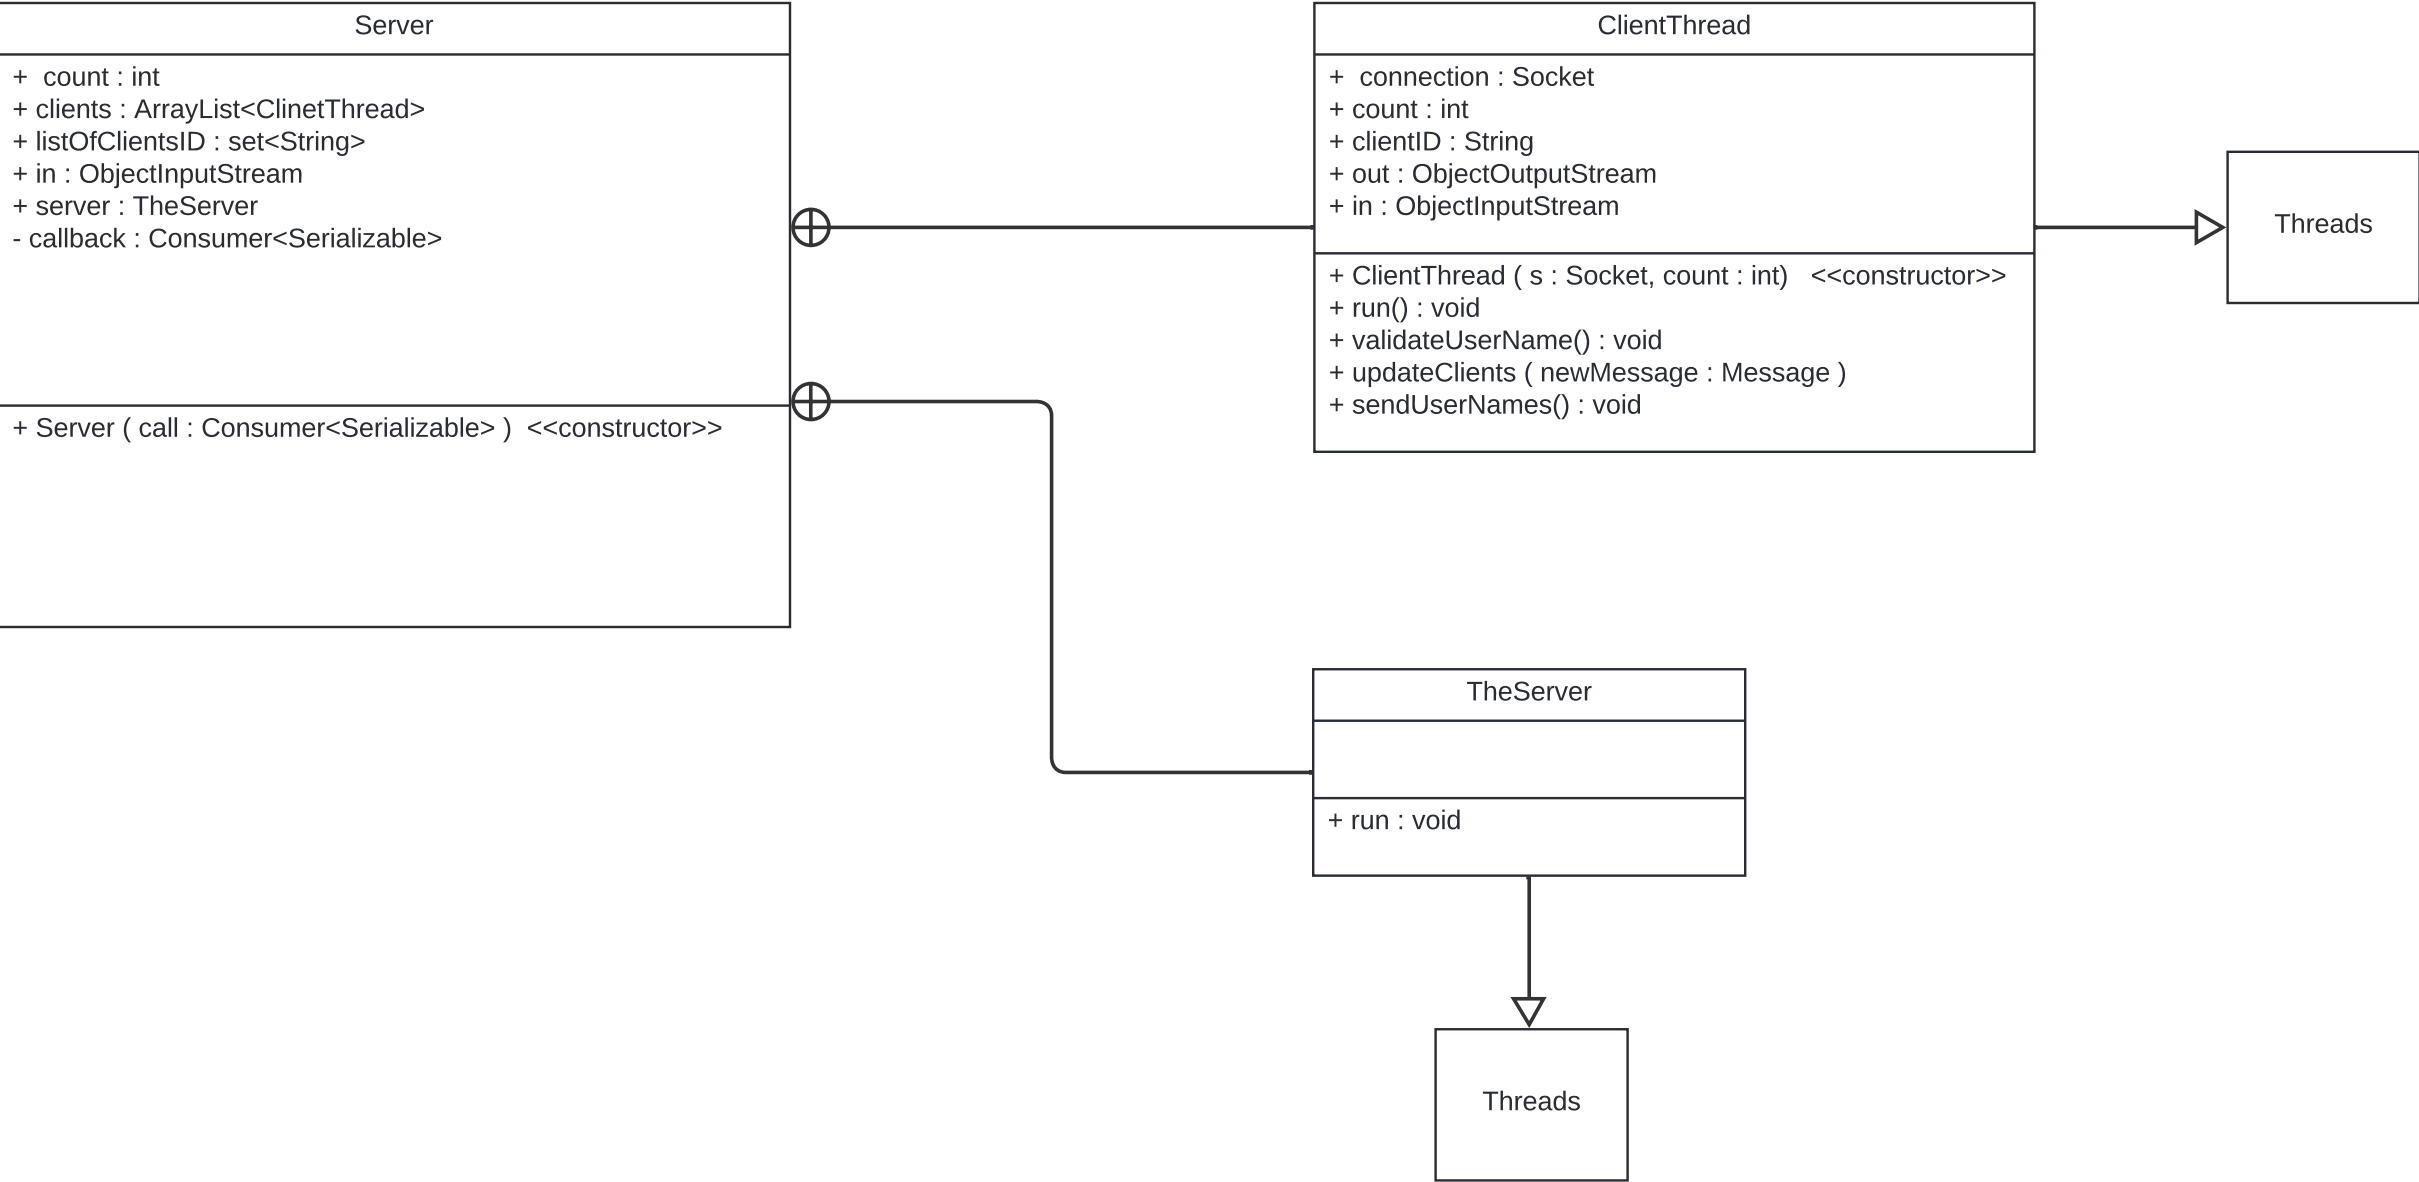 Server
+  count : int
+ clients : ArrayList<ClinetThread>
+ listOfClientsID : set<String>
+ in : ObjectInputStream
+ server : TheServer
- callback : Consumer<Serializable>
+ Server ( call : Consumer<Serializable> )  <<constructor>>
ClientThread
+  connection : Socket
+ count : int
+ clientID : String
+ out : ObjectOutputStream
+ in : ObjectInputStream
+ ClientThread ( s : Socket, count : int)   <<constructor>>
+ run() : void
+ validateUserName() : void
+ updateClients ( newMessage : Message )
+ sendUserNames() : void
Threads
TheServer
+ run : void
Threads